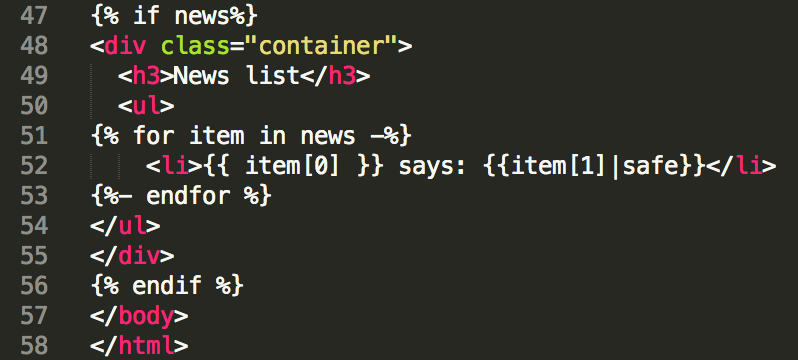 47 {% if news%}
48 <div class="container">
49 <h3>News list</h3>
50 <ul>
51 {% for item in news -%}
52 <li>{{ item[0] }} says: {{item[1]|safe}}</li>
53 {%- endfor %}
54 </ul>
55 </div>
56 {% endif %}
57 </body>
58 </html>